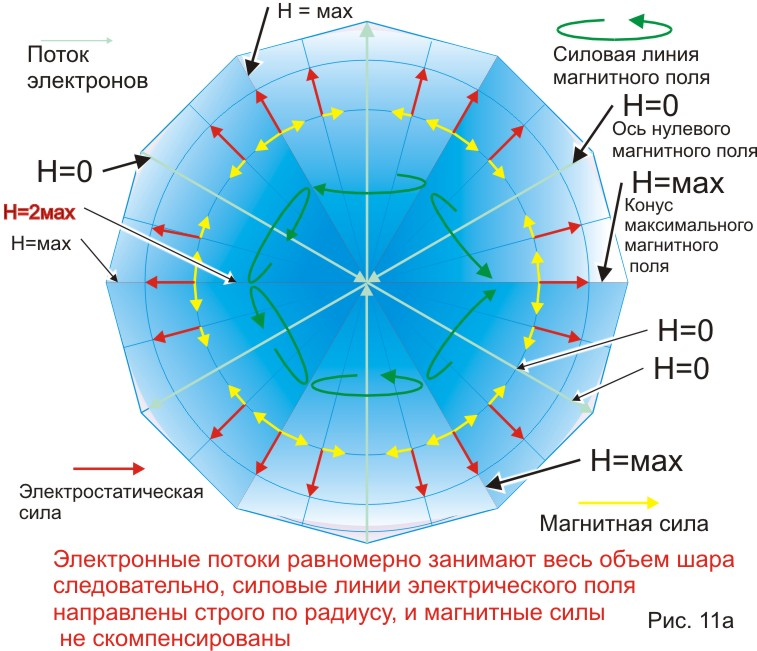 Н = мах
Поток
электронов
Силовая линия
магнитного поля
Н=0
Ось нулевого
магнитного поля
Н=0
Н=мах
Н=2мах
Конус
максимального
магнитного
поля
Н=мах
Н=0
Н=0
Н=мах
Электростатическая
сила
Магнитная сила
Электронные потоки равномерно занимают весь объем шара
следовательно, силовые линии электрического поля
направлены строго по радиусу, и магнитные силы
не скомпенсированы
Рис. 11а